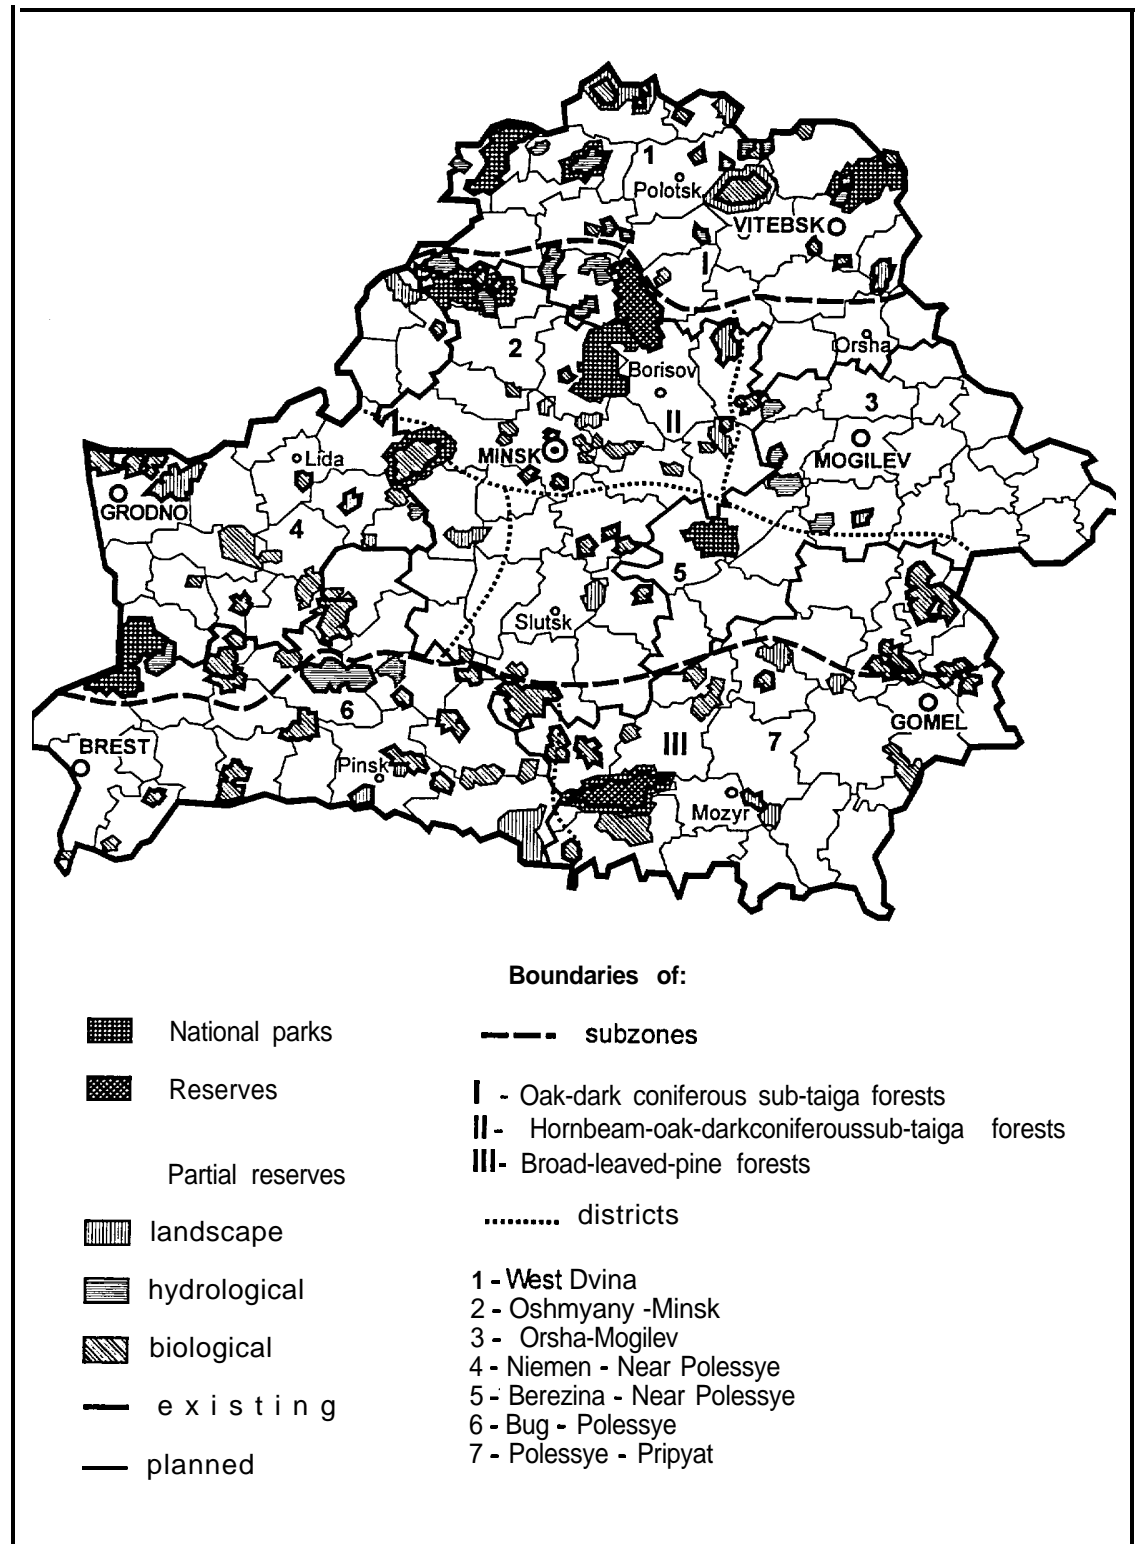 1
Polotsk
VITEBSK
I
2
Orsha
Borisov
3
II
MINSK
MOGILEV
Lida
GRODNO
4
5
Slutsk
6
GOMEL
BREST
III
7
Pinsk
Mozyr
Boundaries of:
National parks
subzones
Reserves
I - Oak-dark coniferous sub-taiga forests
II - Hornbeam-oak-darkconiferoussub-taiga forests
III- Broad-leaved-pine forests
Partial reserves
districts
landscape
hydrological
biological
existing
planned
1 - West Dvina
2 - Oshmyany -Minsk
3 - Orsha-Mogilev
4 - Niemen - Near Polessye
5 - Berezina - Near Polessye
6 - Bug - Polessye
7 - Polessye - Pripyat